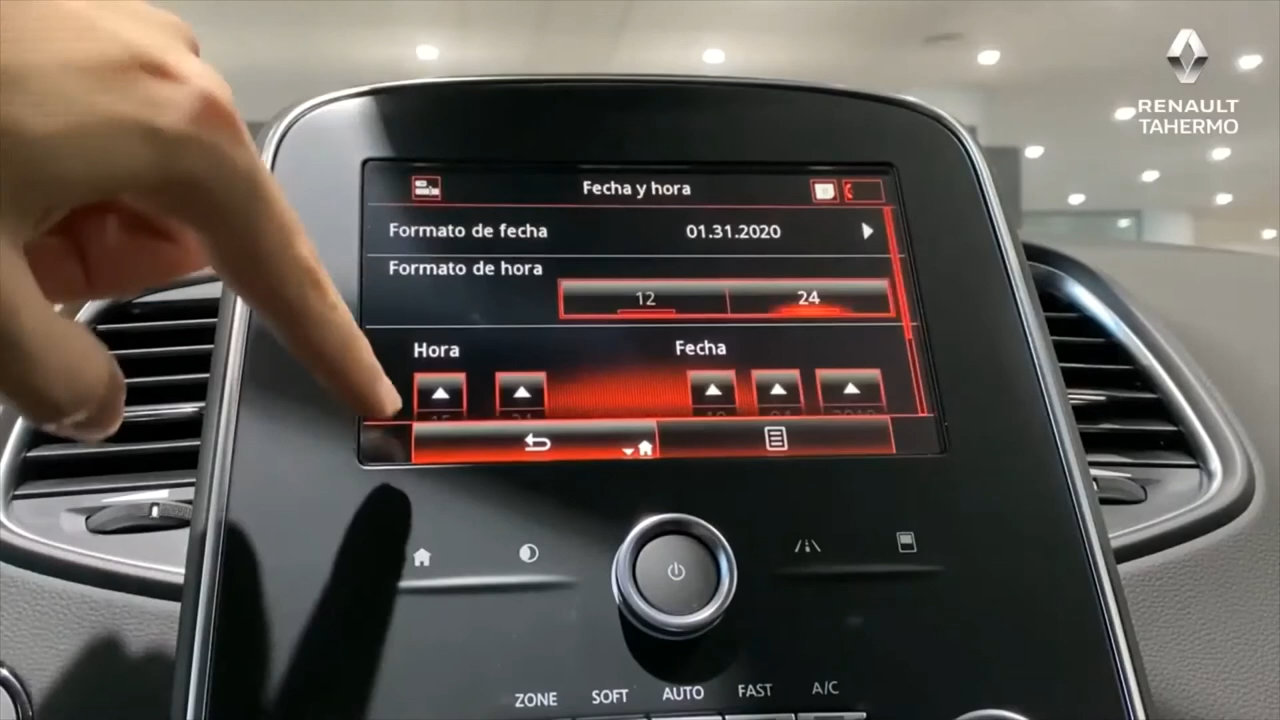 RENAULT
TAHERMO
Fecha y hora
Formato de fecha 01.31.2020
Formato de hora
12 24
Hora Fecha
ZONE SOFT AUTO FAST A/C